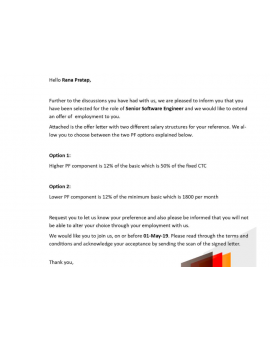 Hello Rana Pratap,
Further to the discussions you have had with us, we are pleased to inform you that you
have been selected for the role of Senior Software Engineer and we would like to extend
an offer of employment to you.
Attached is the offer letter with two different salary structures for your reference. We al-
low you to choose between the two PF options explained below.
Option 1:
Higher PF component is 12% of the basic which is 50% of the fixed CTC
Option 2:
Lower PF component is 12% of the minimum basic which is 1800 per month
Request you to let us know your preference and also please be informed that you will not
be able to alter your choice through your employment with us.
We would like you to join us, on or before 01-May-19. Please read through the terms and
conditions and acknowledge your acceptance by sending the scan of the signed letter.
Thank you,